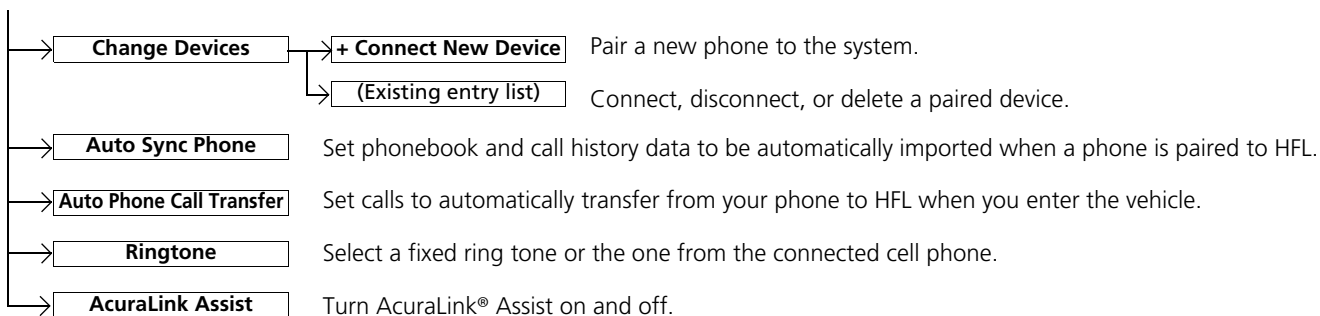 Change Devices
+ Connect New Device
Pair a new phone to the system.
(Existing entry list)
Connect, disconnect, or delete a paired device.
Auto Sync Phone
Set phonebook and call history data to be automatically imported when a phone is paired to HFL.
Auto Phone Call Transfer
Set calls to automatically transfer from your phone to HFL when you enter the vehicle.
Ringtone
Select a fixed ring tone or the one from the connected cell phone.
AcuraLink Assist
Turn AcuraLink® Assist on and off.